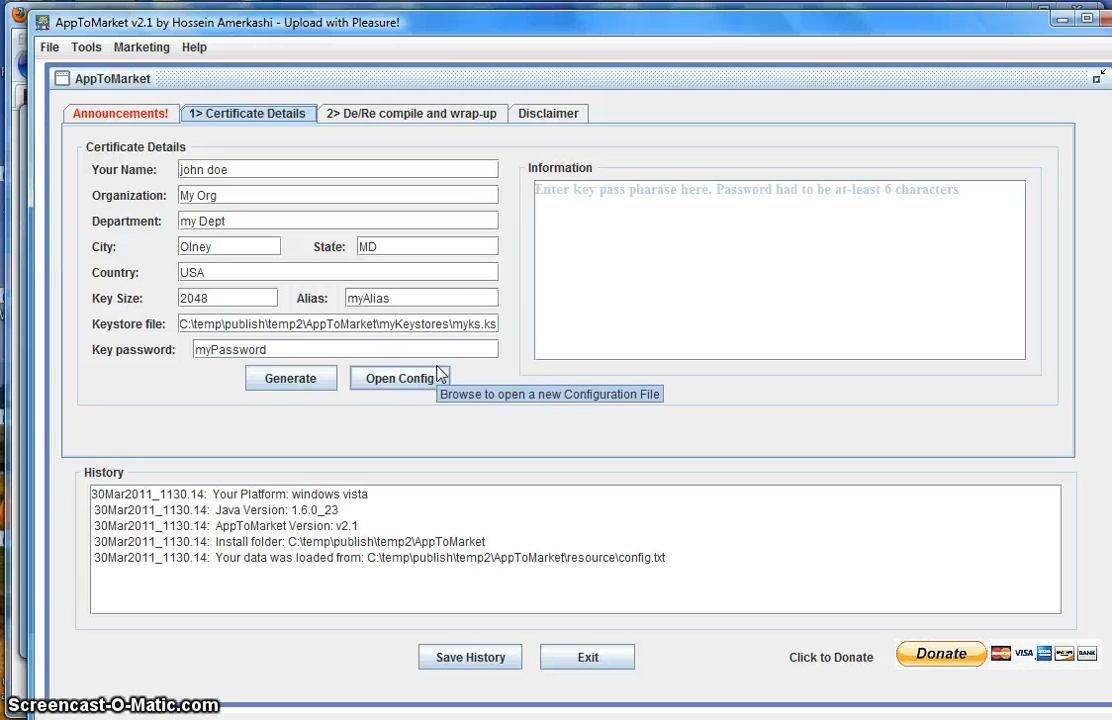 AppToMarket v2.1 by Hossein Amerkashi - Upload with Pleasure!
File Tools Marketing Help
AppToMarket
Announcements! 1> Certificate Details 2> De/Re compile and wrap-up Disclaimer
Certificate Details
Your Name: john doe
Organization: My Org
Department: my Dept
City: Olney State: MD
Country: USA
Key Size: 2048 Alias: myAlias
Keystore file: C:\temp\publish\temp2\AppToMarket\myKeystores\myks.ks
Key password: myPassword
Generate Open Config
Browse to open a new Configuration File
Information
Enter key pass pharase here. Password had to be at-least 6 characters
History
30Mar2011_1130.14: Your Platform: windows vista
30Mar2011_1130.14: Java Version: 1.6.0_23
30Mar2011_1130.14: AppToMarket Version: v2.1
30Mar2011_1130.14: Install folder: C:\temp\publish\temp2\AppToMarket
30Mar2011_1130.14: Your data was loaded from: C:\temp\publish\temp2\AppToMarket\resource\config.txt
Save History Exit Click to Donate Donate VISA BANK
Screencast-O-Matic.com